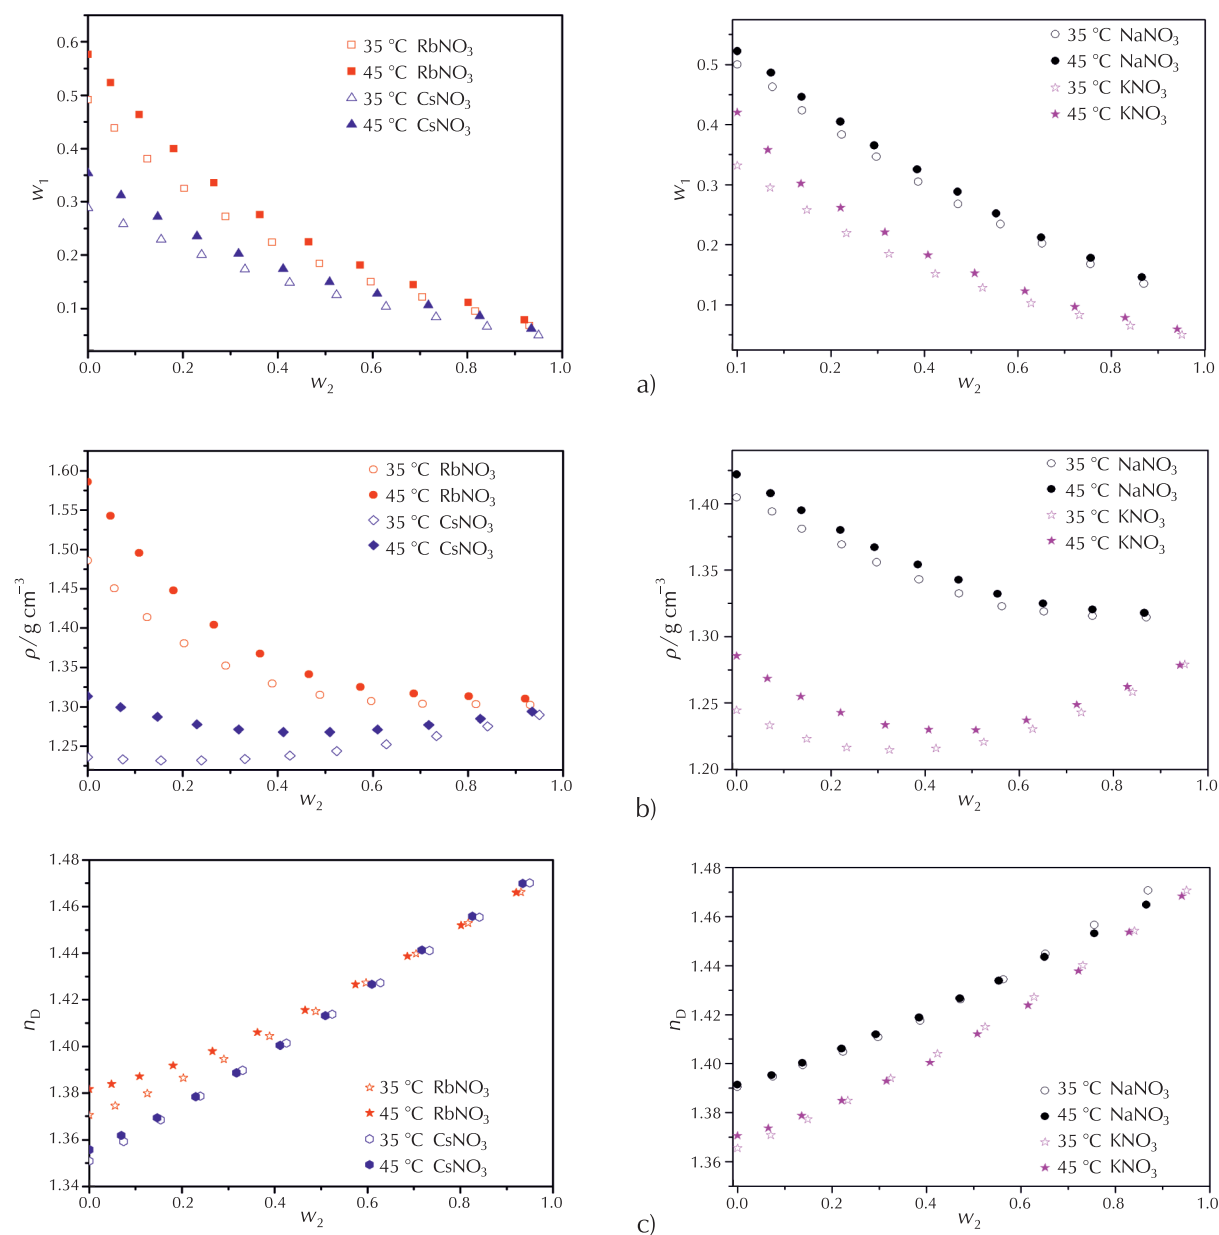 0.6
0.5
0.4
0.3
0.2
0.1
w₁
35 °C RbNO₃
45 °C RbNO₃
35 °C CsNO₃
45 °C CsNO₃
0.0 0.2 0.4 0.6 0.8 1.0
w₂
0.5
0.4
0.3
0.2
0.1
w₁
35 °C NaNO₃
45 °C NaNO₃
35 °C KNO₃
45 °C KNO₃
0.1 0.2 0.4 0.6 0.8 1.0
w₂
a)
1.60
1.55
1.50
1.45
1.40
1.35
1.30
1.25
ρ / g cm⁻³
35 °C RbNO₃
45 °C RbNO₃
35 °C CsNO₃
45 °C CsNO₃
0.0 0.2 0.4 0.6 0.8 1.0
w₂
1.40
1.35
1.30
1.25
1.20
ρ / g cm⁻³
35 °C NaNO₃
45 °C NaNO₃
35 °C KNO₃
45 °C KNO₃
0.0 0.2 0.4 0.6 0.8 1.0
w₂
b)
1.48
1.46
1.44
1.42
1.40
1.38
1.36
1.34
n_D
35 °C RbNO₃
45 °C RbNO₃
35 °C CsNO₃
45 °C CsNO₃
0.0 0.2 0.4 0.6 0.8 1.0
w₂
1.48
1.46
1.44
1.42
1.40
1.38
1.36
n_D
35 °C NaNO₃
45 °C NaNO₃
35 °C KNO₃
45 °C KNO₃
0.0 0.2 0.4 0.6 0.8 1.0
w₂
c)